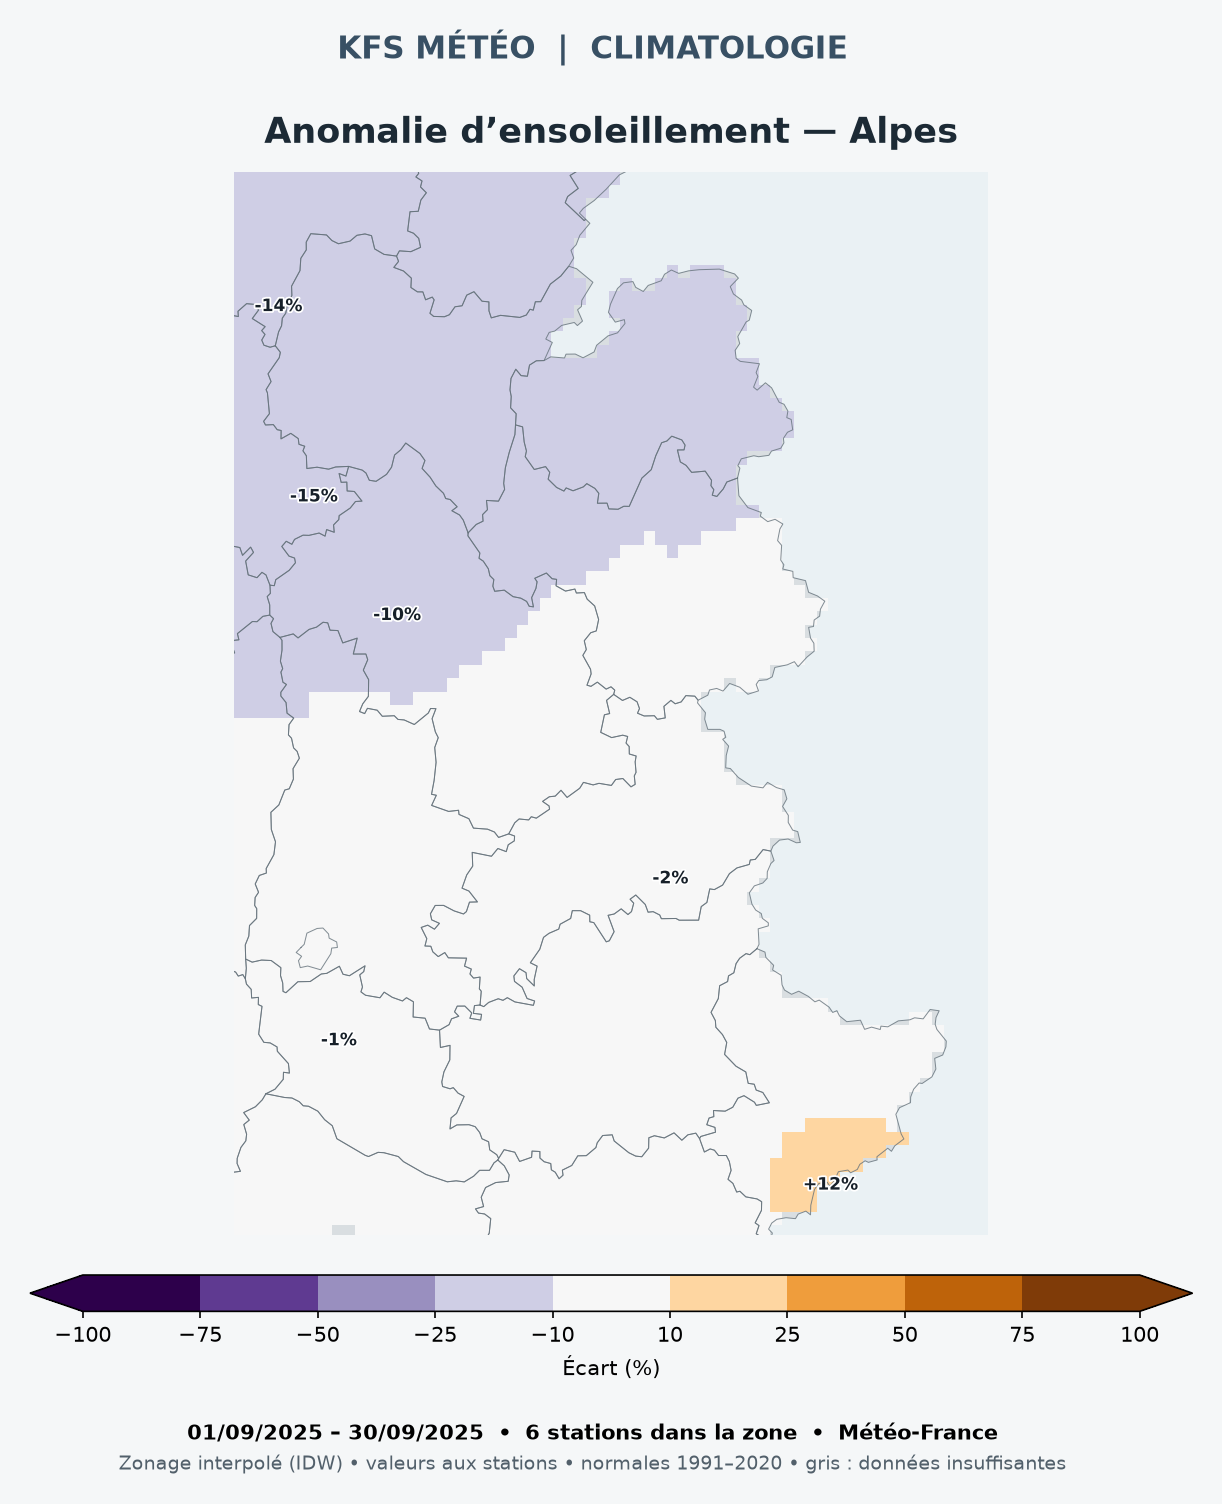 KFS MÉTÉO | CLIMATOLOGIE
Anomalie d’ensoleillement — Alpes
-14%
-15%
-10%
-2%
-1%
+12%
−100 −75 −50 −25 −10 10 25 50 75 100
Écart (%)
01/09/2025 – 30/09/2025 • 6 stations dans la zone • Météo-France
Zonage interpolé (IDW) • valeurs aux stations • normales 1991–2020 • gris : données insuffisantes